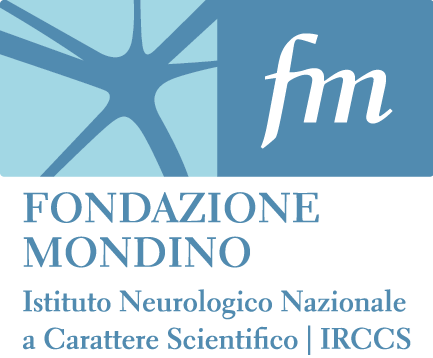 fm
FONDAZIONE
MONDINO
Istituto Neurologico Nazionale
a Carattere Scientifico | IRCCS